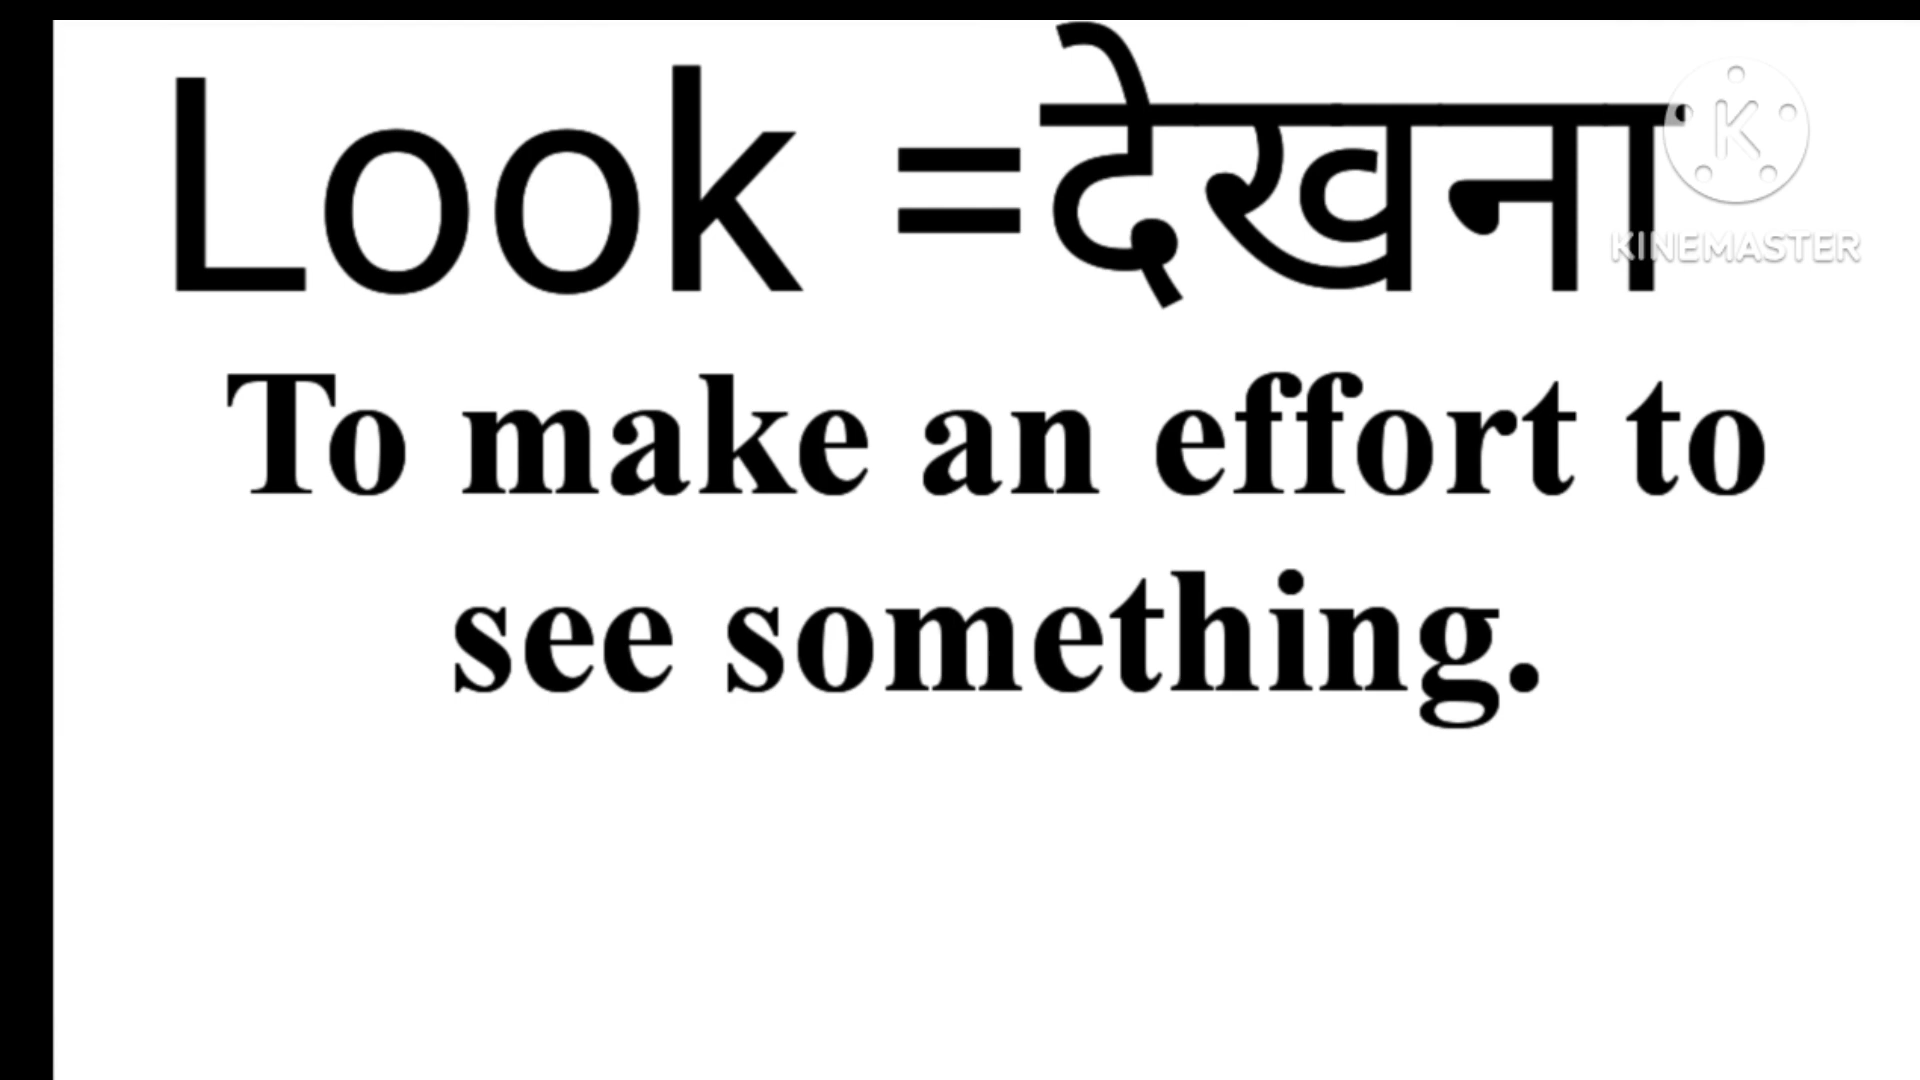 Look =देखना
K
KINEMASTER
To make an effort to
see something.